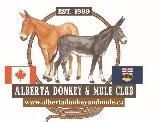 EST. 1989
ALBERTA DONKEY & MULE CLUB
www.albertadonkeyandmule.ca